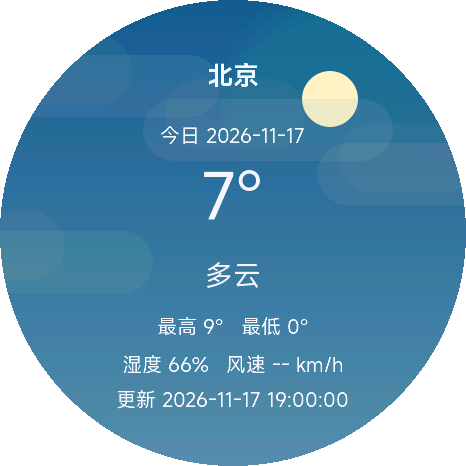 北京
今日 2026-11-17
7°
多云
最高 9° 最低 0°
湿度 66% 风速 -- km/h
更新 2026-11-17 19:00:00